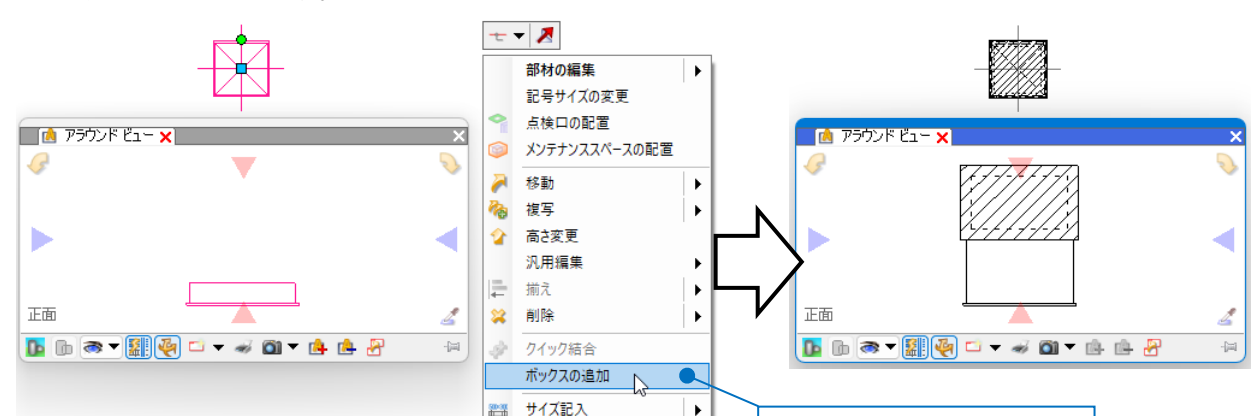 アラウンド ビュー
正面
部材の編集
記号サイズの変更
点検口の配置
メンテナンススペースの配置
移動
複写
高さ変更
汎用編集
揃え
削除
クイック結合
ボックスの追加
サイズ記入
アラウンド ビュー
正面